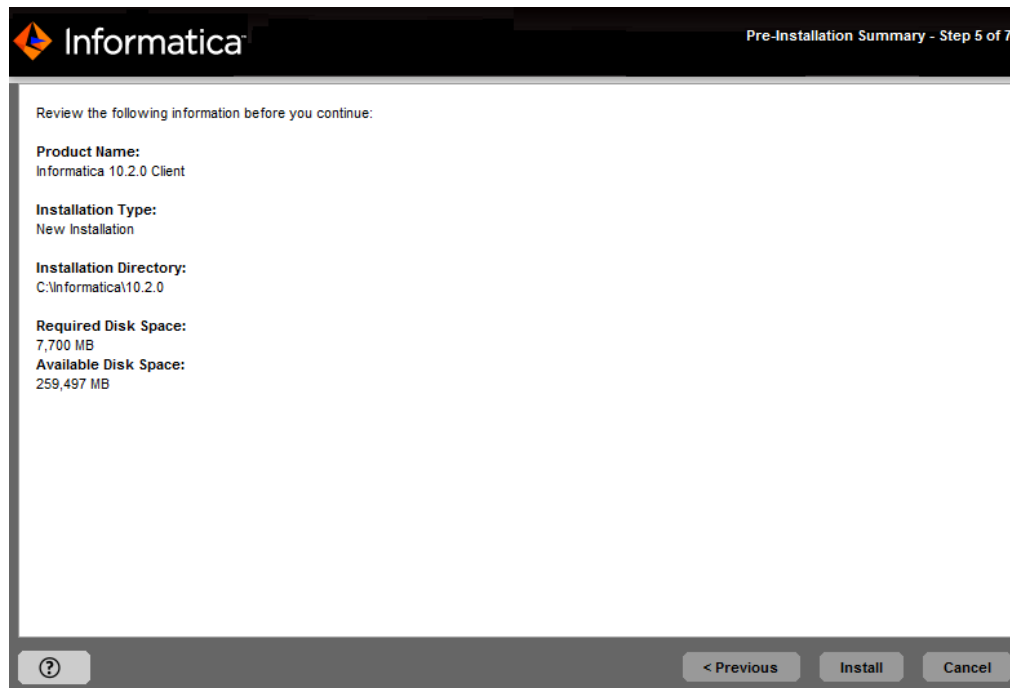 Informatica
Pre-Installation Summary - Step 5 of 7
Review the following information before you continue:
Product Name:
Informatica 10.2.0 Client
Installation Type:
New Installation
Installation Directory:
C:\Informatica\10.2.0
Required Disk Space:
7,700 MB
Available Disk Space:
259,497 MB
?
< Previous
Install
Cancel